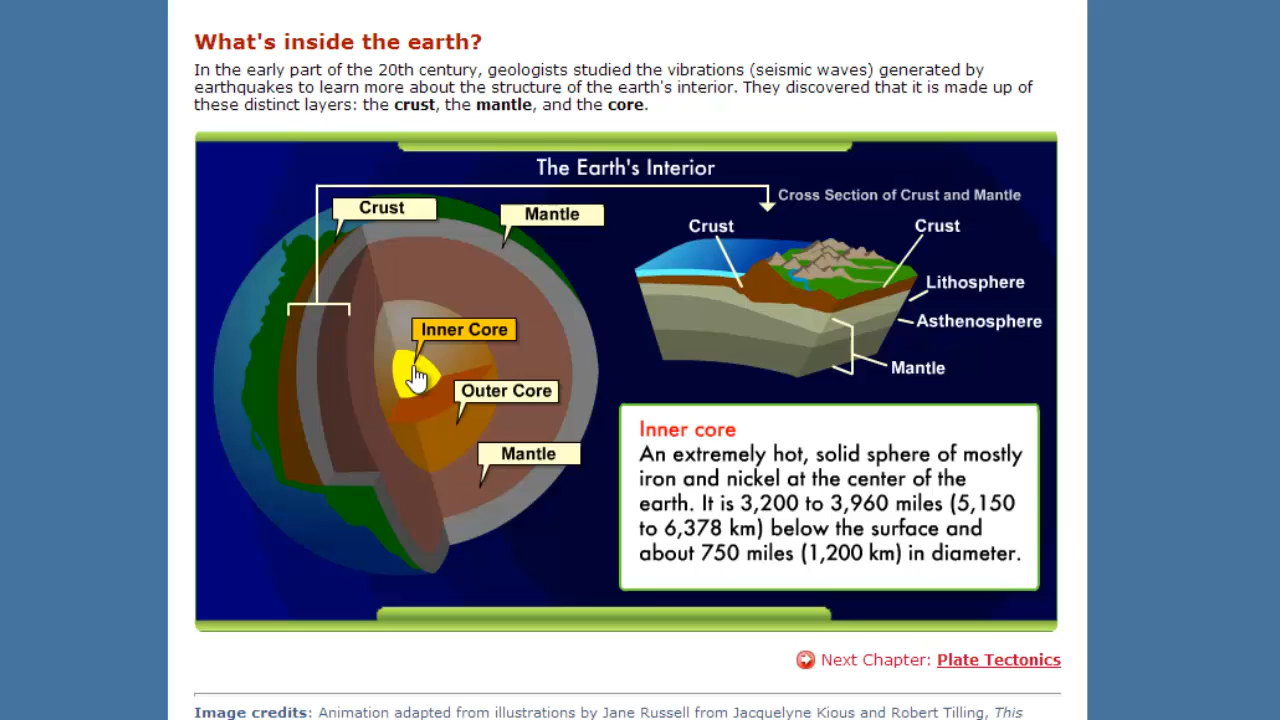 What's inside the earth?
In the early part of the 20th century, geologists studied the vibrations (seismic waves) generated by
earthquakes to learn more about the structure of the earth's interior. They discovered that it is made up of
these distinct layers: the crust, the mantle, and the core.
The Earth's Interior
Cross Section of Crust and Mantle
Crust
Mantle
Crust
Crust
Lithosphere
Asthenosphere
Mantle
Inner Core
Outer Core
Mantle
Inner core
An extremely hot, solid sphere of mostly
iron and nickel at the center of the
earth. It is 3,200 to 3,960 miles (5,150
to 6,378 km) below the surface and
about 750 miles (1,200 km) in diameter.
Next Chapter: Plate Tectonics
Image credits: Animation adapted from illustrations by Jane Russell from Jacquelyne Kious and Robert Tilling, This